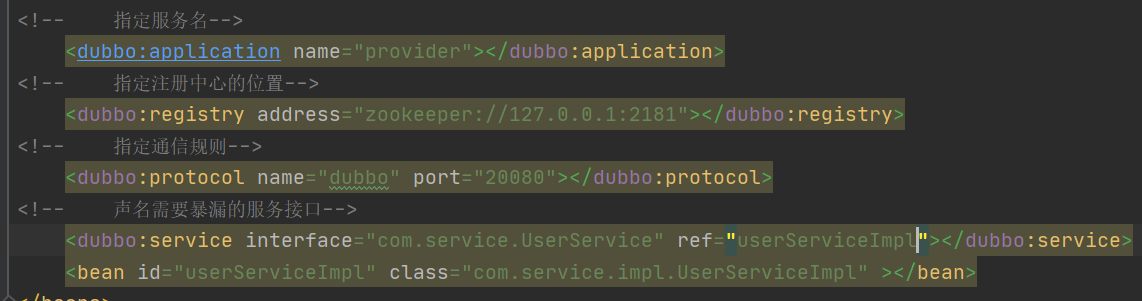 <!--    指定服务名-->
<dubbo:application name="provider"></dubbo:application>
<!--    指定注册中心的位置-->
<dubbo:registry address="zookeeper://127.0.0.1:2181"></dubbo:registry>
<!--    指定通信规则-->
<dubbo:protocol name="dubbo" port="20080"></dubbo:protocol>
<!--    声名需要暴漏的服务接口-->
<dubbo:service interface="com.service.UserService" ref="userServiceImpl"></dubbo:service>
<bean id="userServiceImpl" class="com.service.impl.UserServiceImpl" ></bean>
</beans>